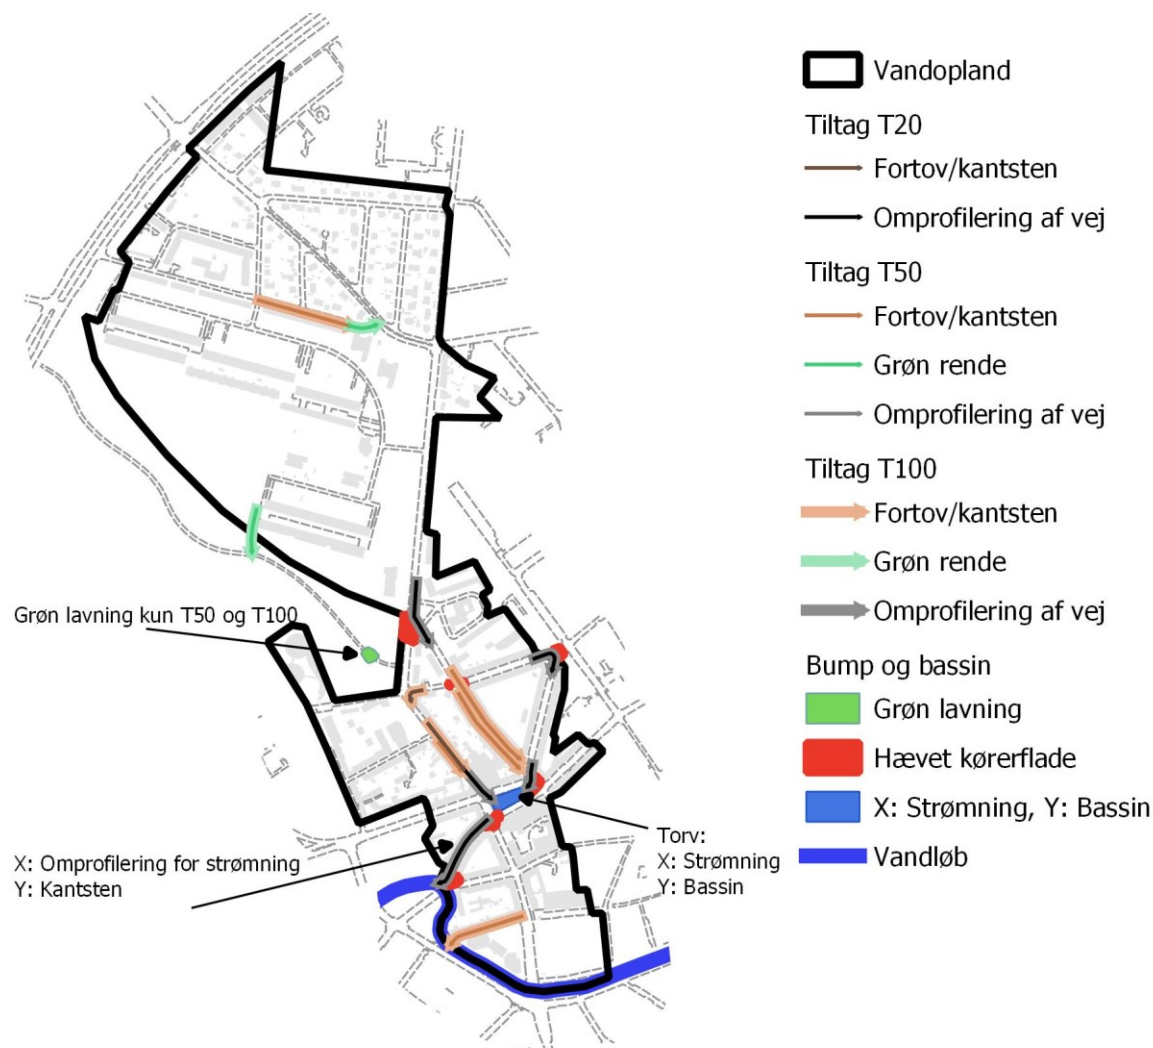 Vandopland
Tiltag T20
Fortov/kantsten
Omprofilering af vej
Tiltag T50
Fortov/kantsten
Grøn rende
Omprofilering af vej
Tiltag T100
Fortov/kantsten
Grøn rende
Omprofilering af vej
Bump og bassin
Grøn lavning
Hævet kørerflade
X: Strømning, Y: Bassin
Vandløb
Grøn lavning kun T50 og T100
X: Omprofilering for strømning
Y: Kantsten
Torv:
X: Strømning
Y: Bassin